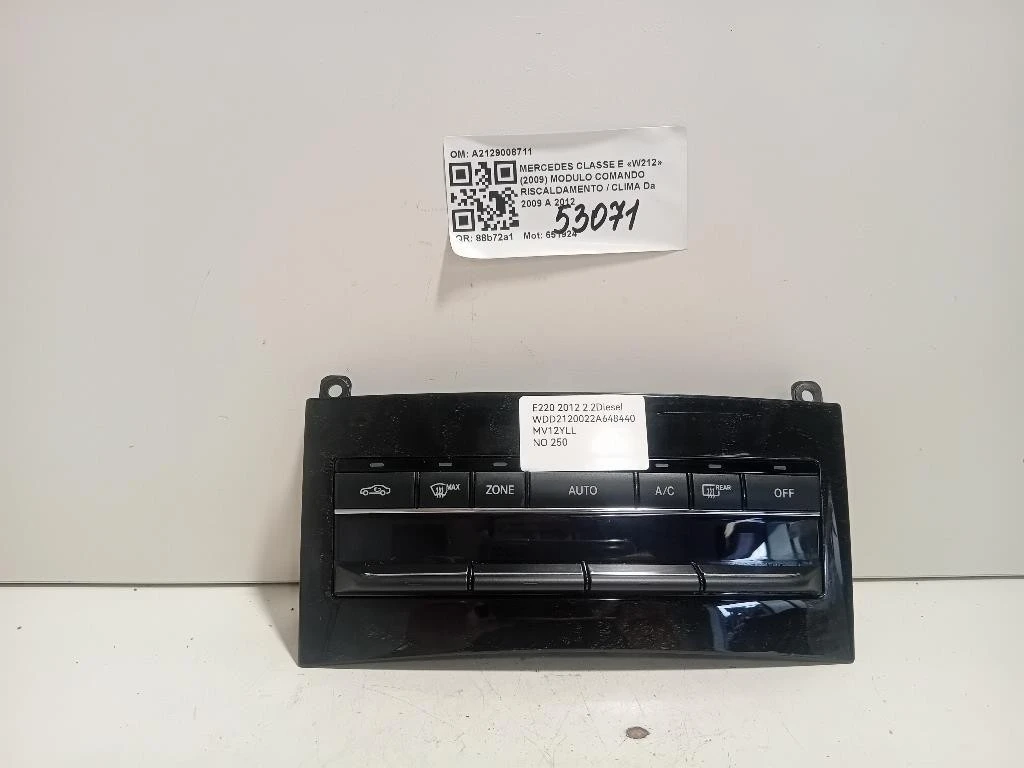 OM: A2129008711
MERCEDES CLASSE E «W212»
(2009) MODULO COMANDO
RISCALDAMENTO / CLIMA Da
2009 A 2012
53071
QR: 88b72a1 Mot: 651924
E220 2012 2.2Diesel
WDD2120022A648440
MV12YLL
NO 250
MAX ZONE AUTO A/C REAR OFF